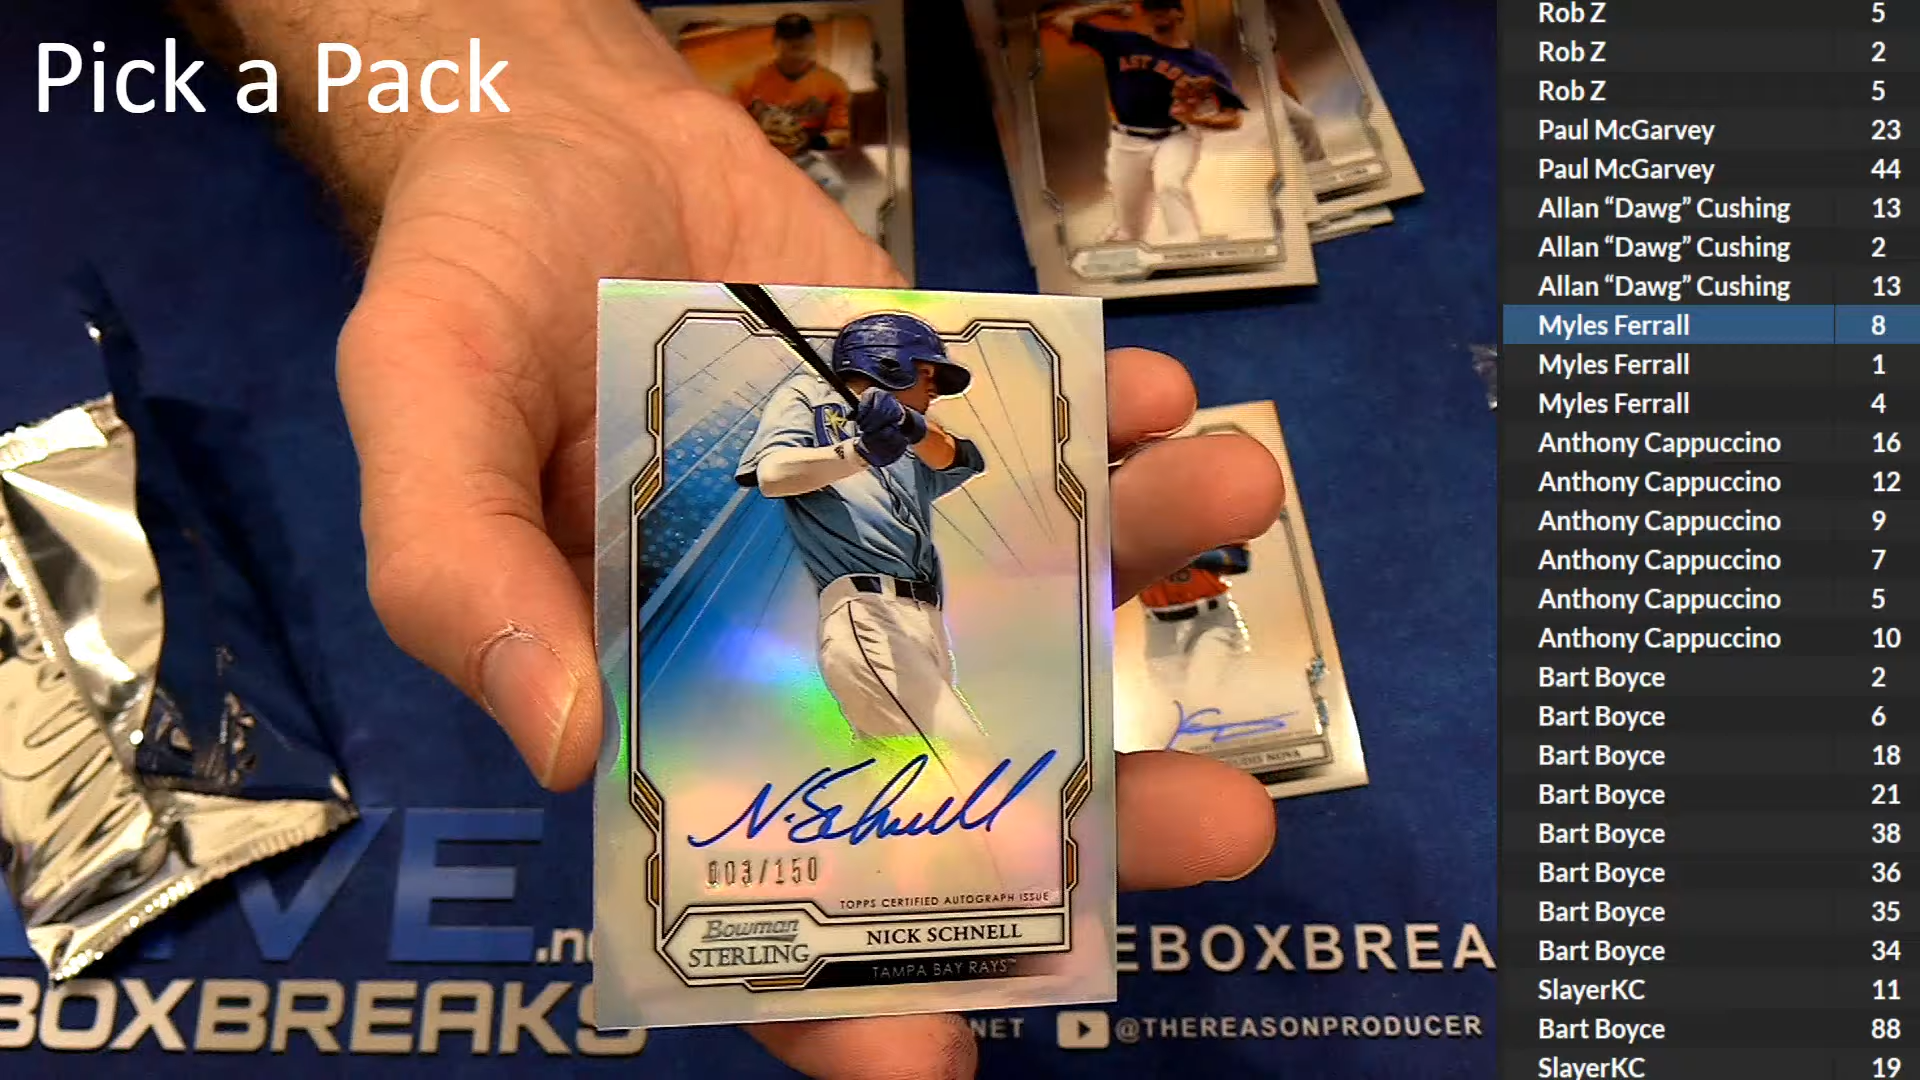 Pick a Pack
ASTROS
N. Schnell
003/150
TOPPS CERTIFIED AUTOGRAPH ISSUE
Bowman
STERLING
NICK SCHNELL
TAMPA BAY RAYS™
NOVA
.n
BOXBREAKS
EBOXBREA
NET
@THEREASONPRODUCER
Rob Z 5
Rob Z 2
Rob Z 5
Paul McGarvey 23
Paul McGarvey 44
Allan “Dawg” Cushing 13
Allan “Dawg” Cushing 2
Allan “Dawg” Cushing 13
Myles Ferrall 8
Myles Ferrall 1
Myles Ferrall 4
Anthony Cappuccino 16
Anthony Cappuccino 12
Anthony Cappuccino 9
Anthony Cappuccino 7
Anthony Cappuccino 5
Anthony Cappuccino 10
Bart Boyce 2
Bart Boyce 6
Bart Boyce 18
Bart Boyce 21
Bart Boyce 38
Bart Boyce 36
Bart Boyce 35
Bart Boyce 34
SlayerKC 11
Bart Boyce 88
SlayerKC 19